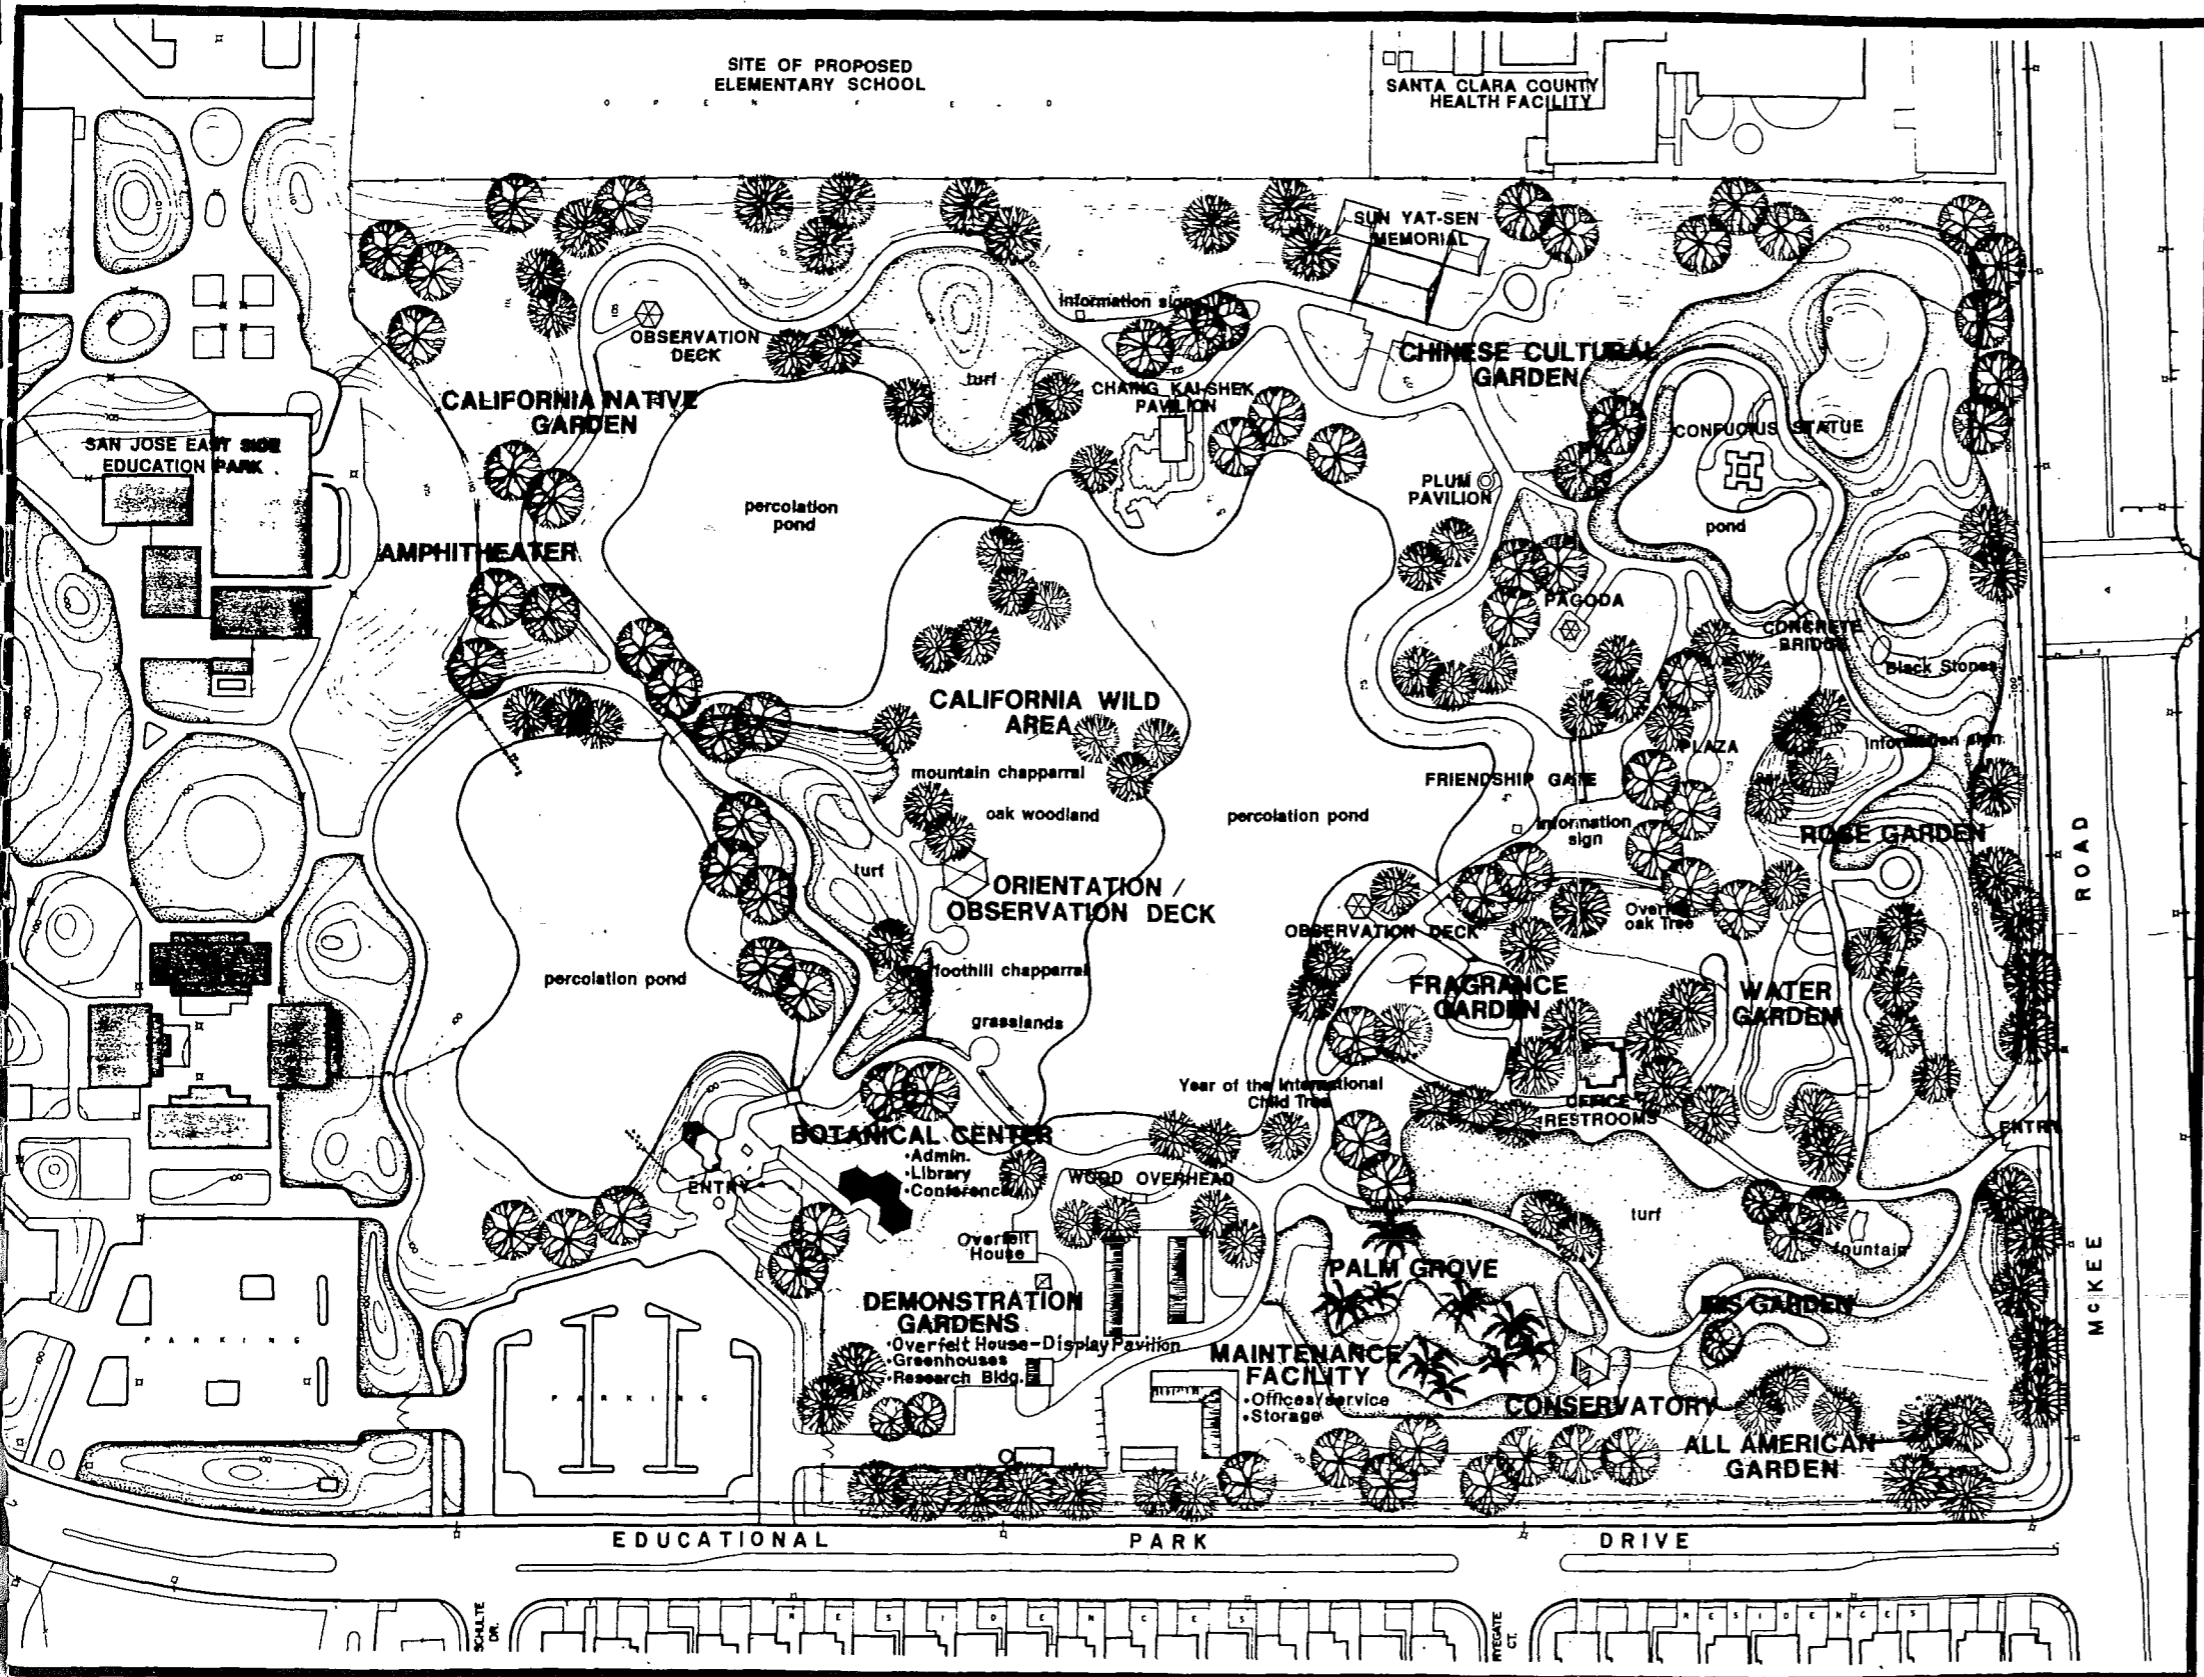 SITE OF PROPOSED
ELEMENTARY SCHOOL
SANTA CLARA COUNTY
HEALTH FACILITY
SUN YAT-SEN
MEMORIAL
information sign
OBSERVATION
DECK
CHINESE CULTURAL
GARDEN
turf
CHAING KAI-SHEK
PAVILION
CALIFORNIA NATIVE
GARDEN
CONFUCIUS STATUE
SAN JOSE EAST SIDE
EDUCATION PARK
PLUM
PAVILION
percolation
pond
pond
AMPHITHEATER
PAGODA
CONCRETE
BRIDGE
Black Stones
CALIFORNIA WILD
AREA
PLAZA
information sign
mountain chapparral
FRIENDSHIP GATE
oak woodland
percolation pond
information
sign
ROSE GARDEN
ROAD
turf
ORIENTATION /
OBSERVATION DECK
Overfelt
oak Tree
OBSERVATION DECK
percolation pond
foothill chapparral
FRAGRANCE
GARDEN
WATER
GARDEN
grasslands
Year of the International
Child Tree
OFFICE
RESTROOMS
ENTRY
BOTANICAL CENTER
•Admin.
•Library
•Conference
ENTRY
WOOD OVERHEAD
turf
Overfelt
House
fountain
PALM GROVE
McKEE
DEMONSTRATION
GARDENS
•Overfelt House-Display Pavilion
•Greenhouses
•Research Bldg.
IRIS GARDEN
PARKING
PARKING
MAINTENANCE
FACILITY
•Offices/service
•Storage
CONSERVATORY
ALL AMERICAN
GARDEN
EDUCATIONAL PARK DRIVE
SCHULTE
DR.
RESIDENCES
RYEGATE
CT.
RESIDENCES